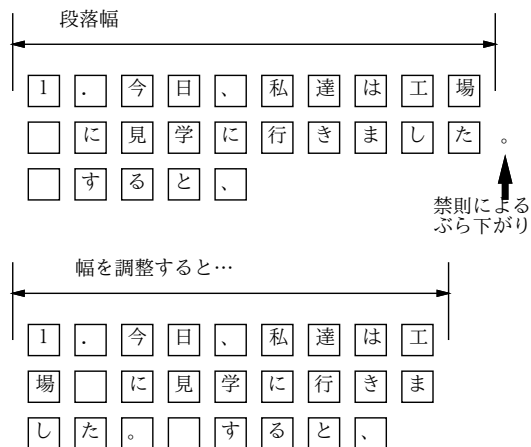 段落幅
1．今日、私達は工場
　に見学に行きました。
　すると、
禁則による
ぶら下がり
幅を調整すると…
1．今日、私達は工
場　に見学に行きま
した。　すると、